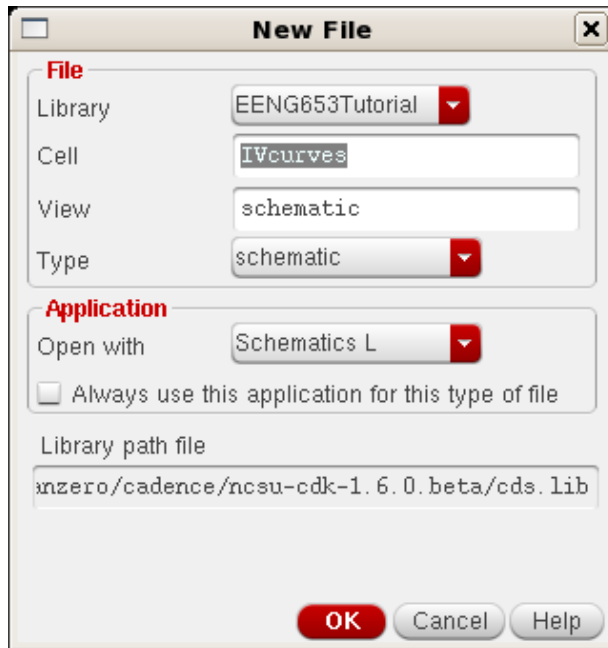 New File
File
Library EENG653Tutorial
Cell IVcurves
View schematic
Type schematic
Application
Open with Schematics L
Always use this application for this type of file
Library path file
anzero/cadence/ncsu-cdk-1.6.0.beta/cds.lib
OK Cancel Help